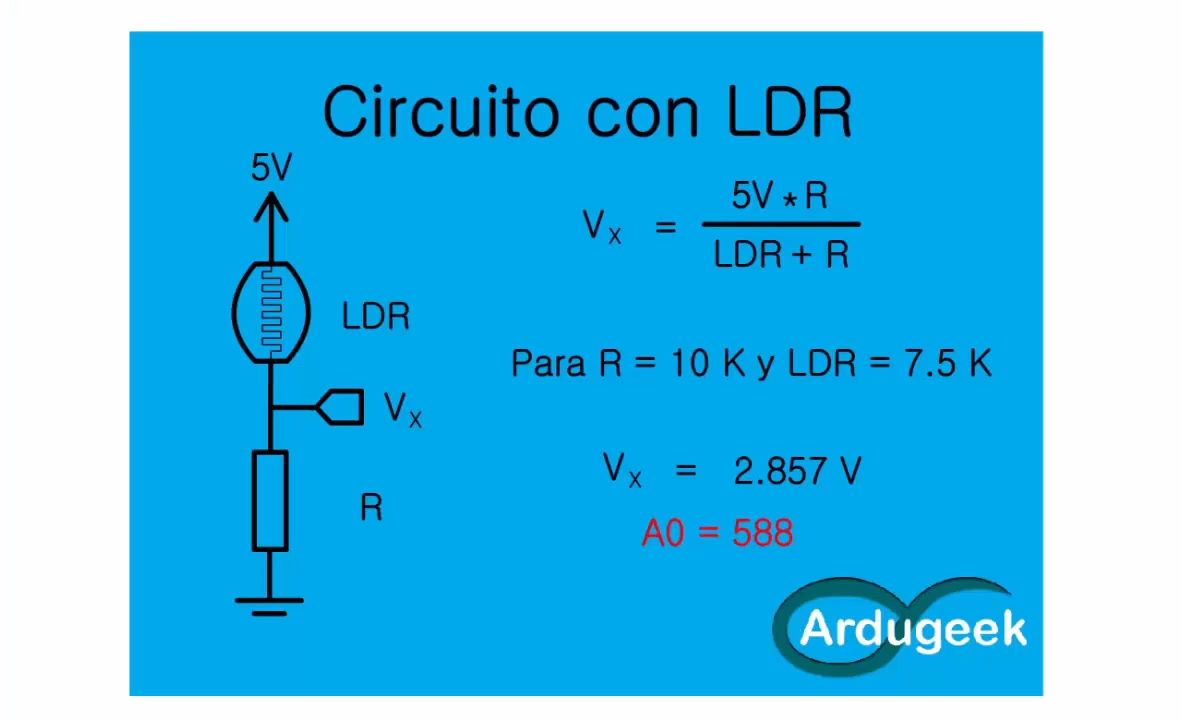 Circuito con LDR
5V
LDR
Vx
R
Vx = 5V * R
LDR + R
Para R = 10 K y LDR = 7.5 K
Vx = 2.857 V
A0 = 588
Ardugeek